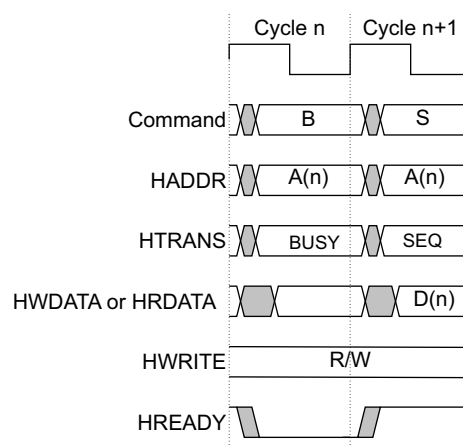 Cycle n Cycle n+1
Command B S
HADDR A(n) A(n)
HTRANS BUSY SEQ
HWDATA or HRDATA D(n)
HWRITE R/W
HREADY